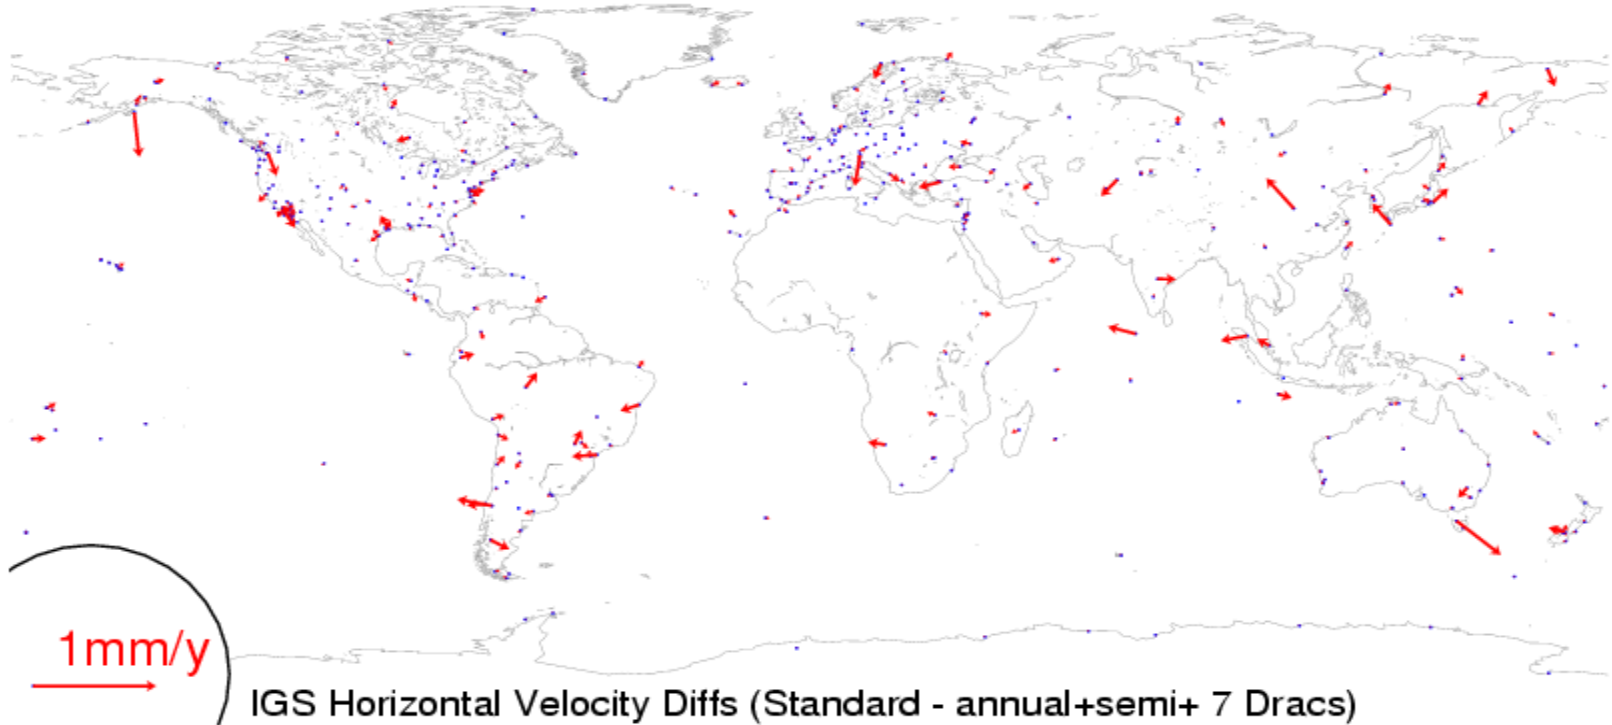 1mm/y
IGS Horizontal Velocity Diffs (Standard - annual+semi+ 7 Dracs)